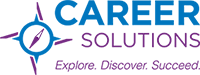 CAREER
SOLUTIONS
Explore. Discover. Succeed.